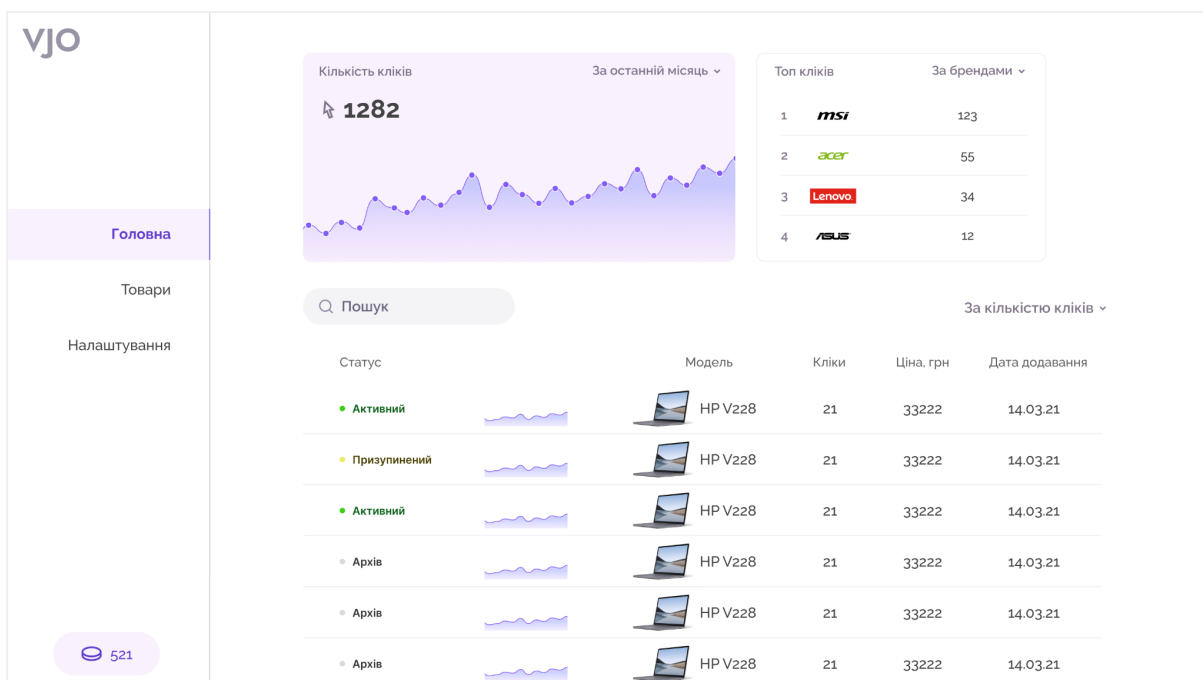 VJO
Головна
Товари
Налаштування
521
Кількість кліків
За останній місяць
1282
Топ кліків
За брендами
1 msi 123
2 acer 55
3 Lenovo. 34
4 ASUS 12
Пошук
За кількістю кліків
Статус Модель Кліки Ціна, грн Дата додавання
Активний HP V228 21 33222 14.03.21
Призупинений HP V228 21 33222 14.03.21
Активний HP V228 21 33222 14.03.21
Архів HP V228 21 33222 14.03.21
Архів HP V228 21 33222 14.03.21
Архів HP V228 21 33222 14.03.21